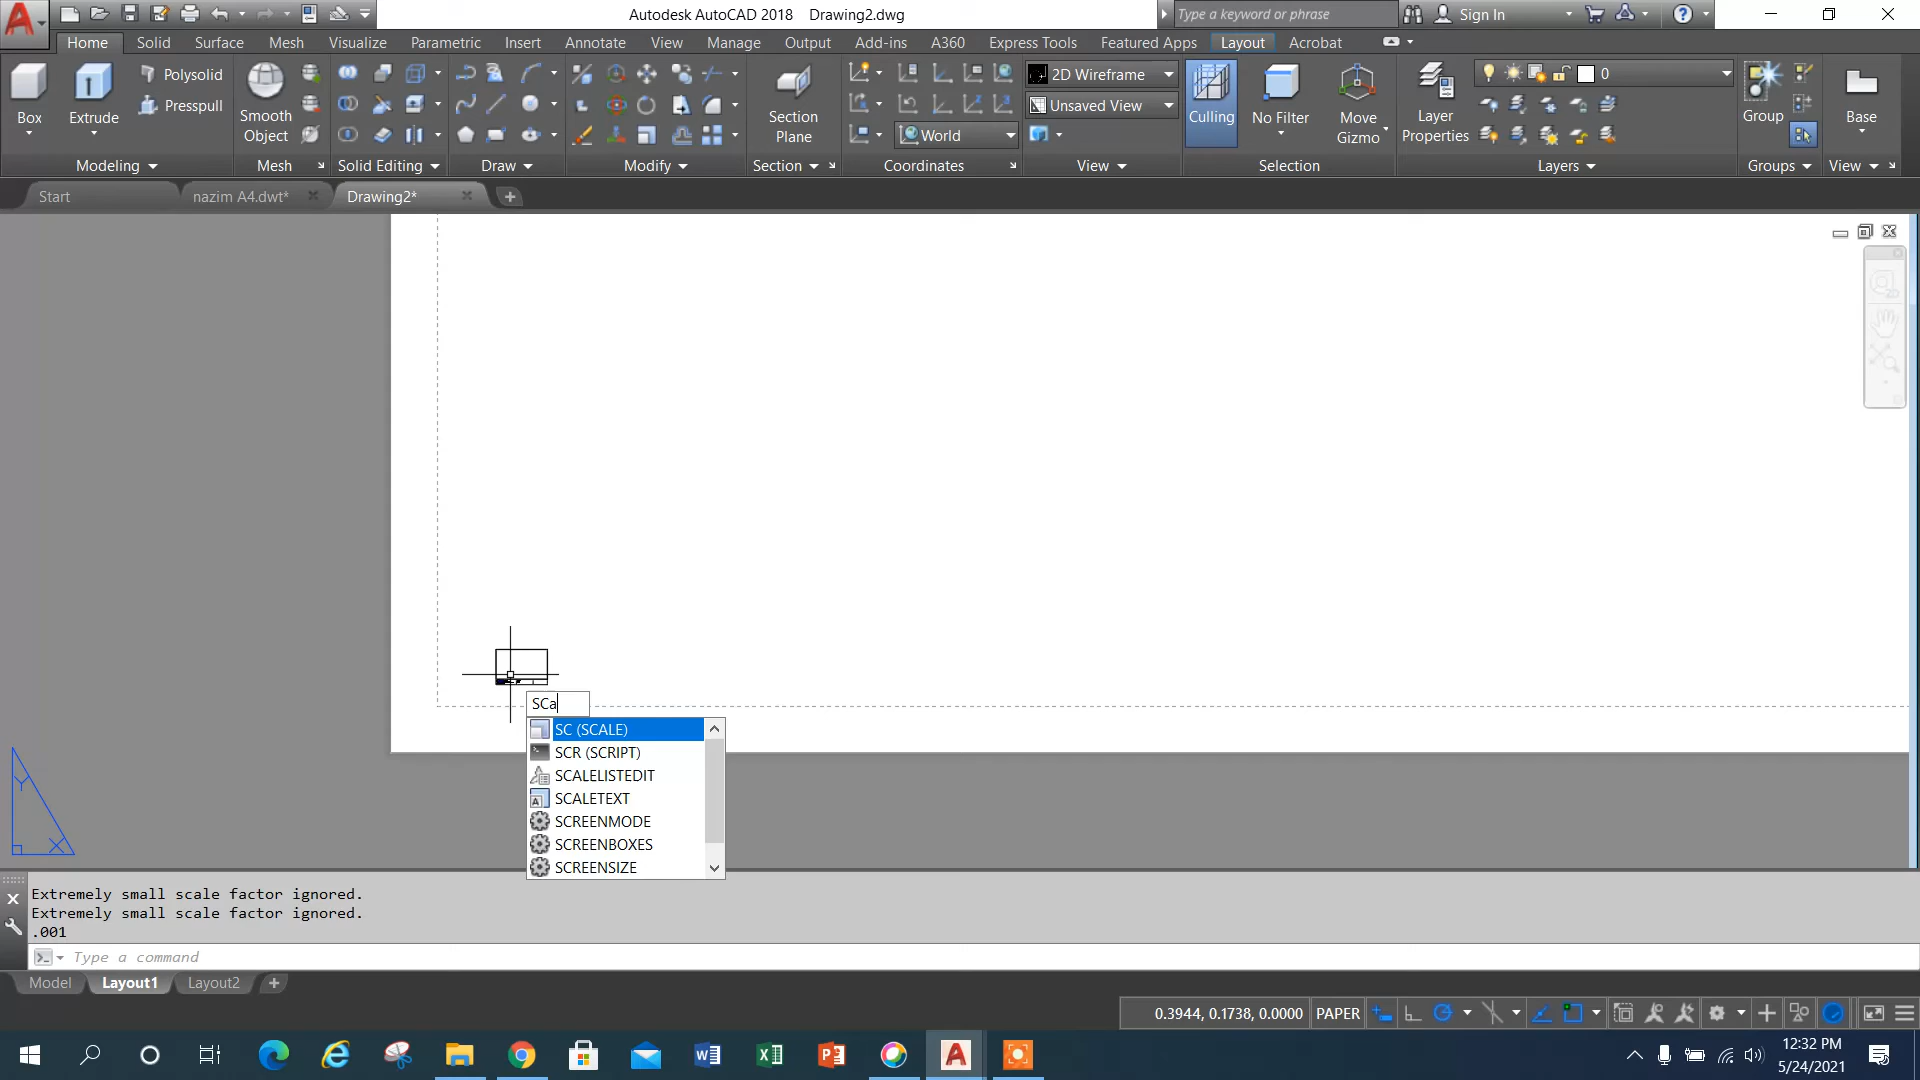 Autodesk AutoCAD 2018 Drawing2.dwg
Type a keyword or phrase
Sign In
Home Solid Surface Mesh Visualize Parametric Insert Annotate View Manage Output Add-ins A360 Express Tools Featured Apps Layout Acrobat
Box
Extrude
Polysolid
Presspull
Smooth
Object
Section
Plane
2D Wireframe
Unsaved View
World
Culling
No Filter
Move
Gizmo
Layer
Properties
0
Group
Base
Modeling Mesh Solid Editing Draw Modify Section Coordinates View Selection Layers Groups View
Start nazim A4.dwt* Drawing2*
SCa
SC (SCALE)
SCR (SCRIPT)
SCALELISTEDIT
SCALETEXT
SCREENMODE
SCREENBOXES
SCREENSIZE
Y
X
Extremely small scale factor ignored.
Extremely small scale factor ignored.
.001
Type a command
Model Layout1 Layout2
0.3944, 0.1738, 0.0000 PAPER
12:32 PM
5/24/2021